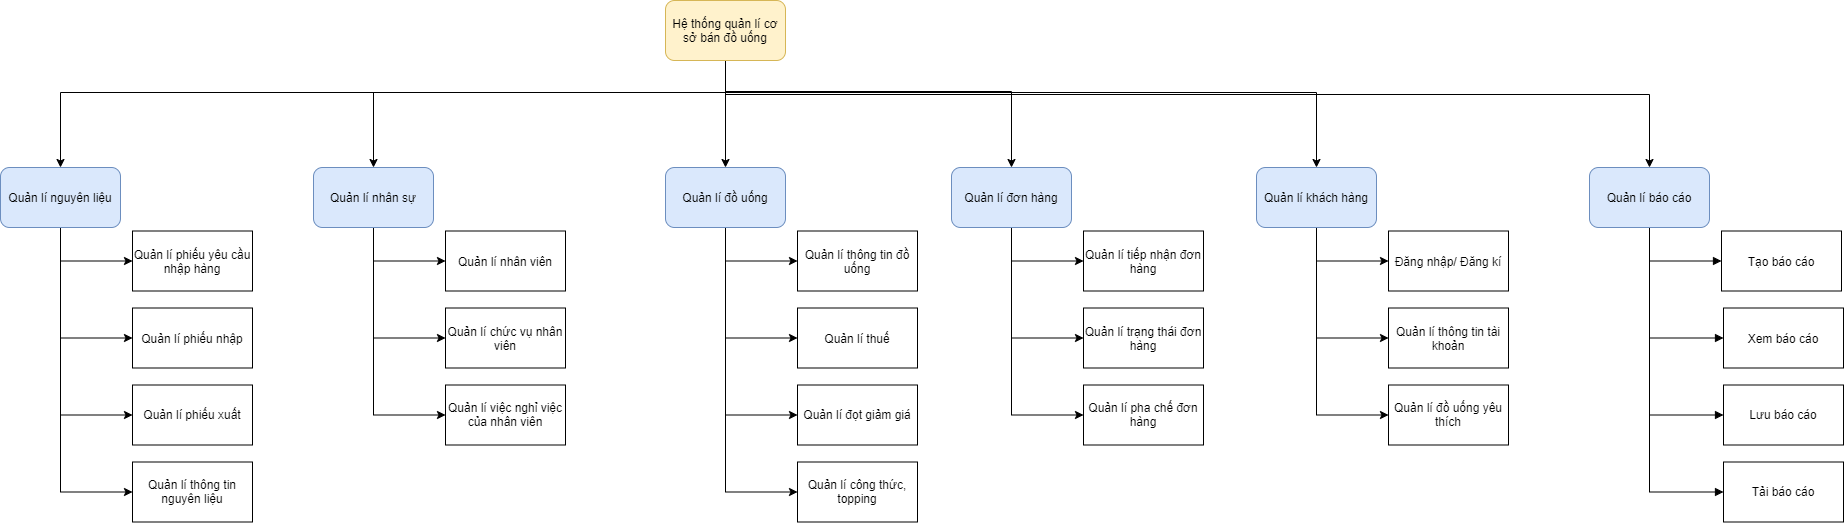 Hệ thống quản lí cơ
sở bán đồ uống
Quản lí nguyên liệu
Quản lí nhân sự
Quản lí đồ uống
Quản lí đơn hàng
Quản lí khách hàng
Quản lí báo cáo
Quản lí phiếu yêu cầu
nhập hàng
Quản lí phiếu nhập
Quản lí phiếu xuất
Quản lí thông tin
nguyên liệu
Quản lí nhân viên
Quản lí chức vụ nhân
viên
Quản lí việc nghỉ việc
của nhân viên
Quản lí thông tin đồ
uống
Quản lí thuế
Quản lí đọt giảm giá
Quản lí công thức,
topping
Quản lí tiếp nhận đơn
hàng
Quản lí trạng thái đơn
hàng
Quản lí pha chế đơn
hàng
Đăng nhập/ Đăng kí
Quản lí thông tin tài
khoản
Quản lí đồ uống yêu
thích
Tạo báo cáo
Xem báo cáo
Lưu báo cáo
Tải báo cáo